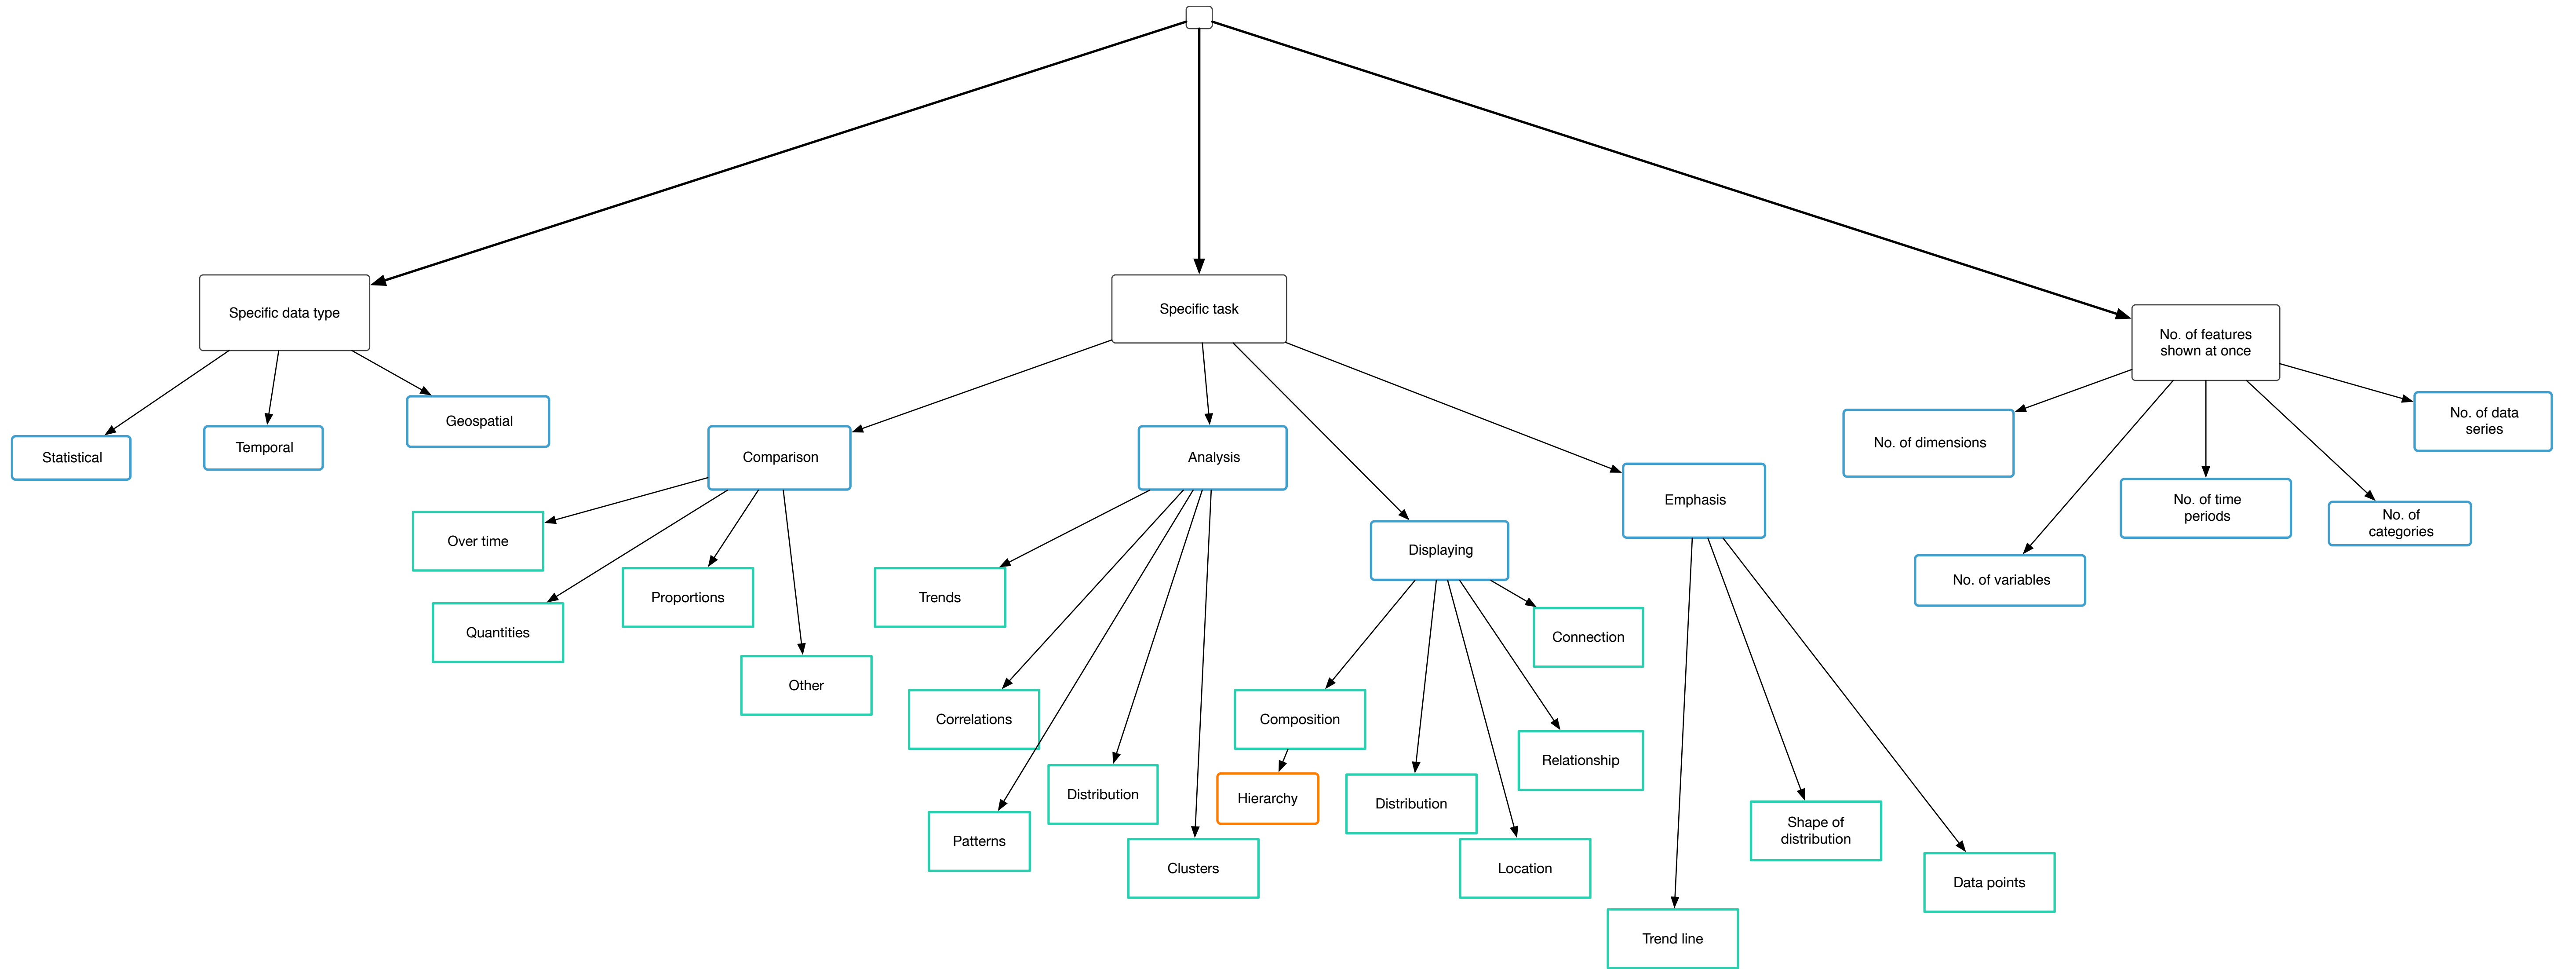 Specific data type
Specific task
No. of features
shown at once
Statistical
Temporal
Geospatial
Comparison
Analysis
Displaying
Emphasis
No. of dimensions
No. of variables
No. of time
periods
No. of
categories
No. of data
series
Over time
Quantities
Proportions
Other
Trends
Correlations
Patterns
Distribution
Clusters
Composition
Hierarchy
Distribution
Location
Relationship
Connection
Trend line
Shape of
distribution
Data points